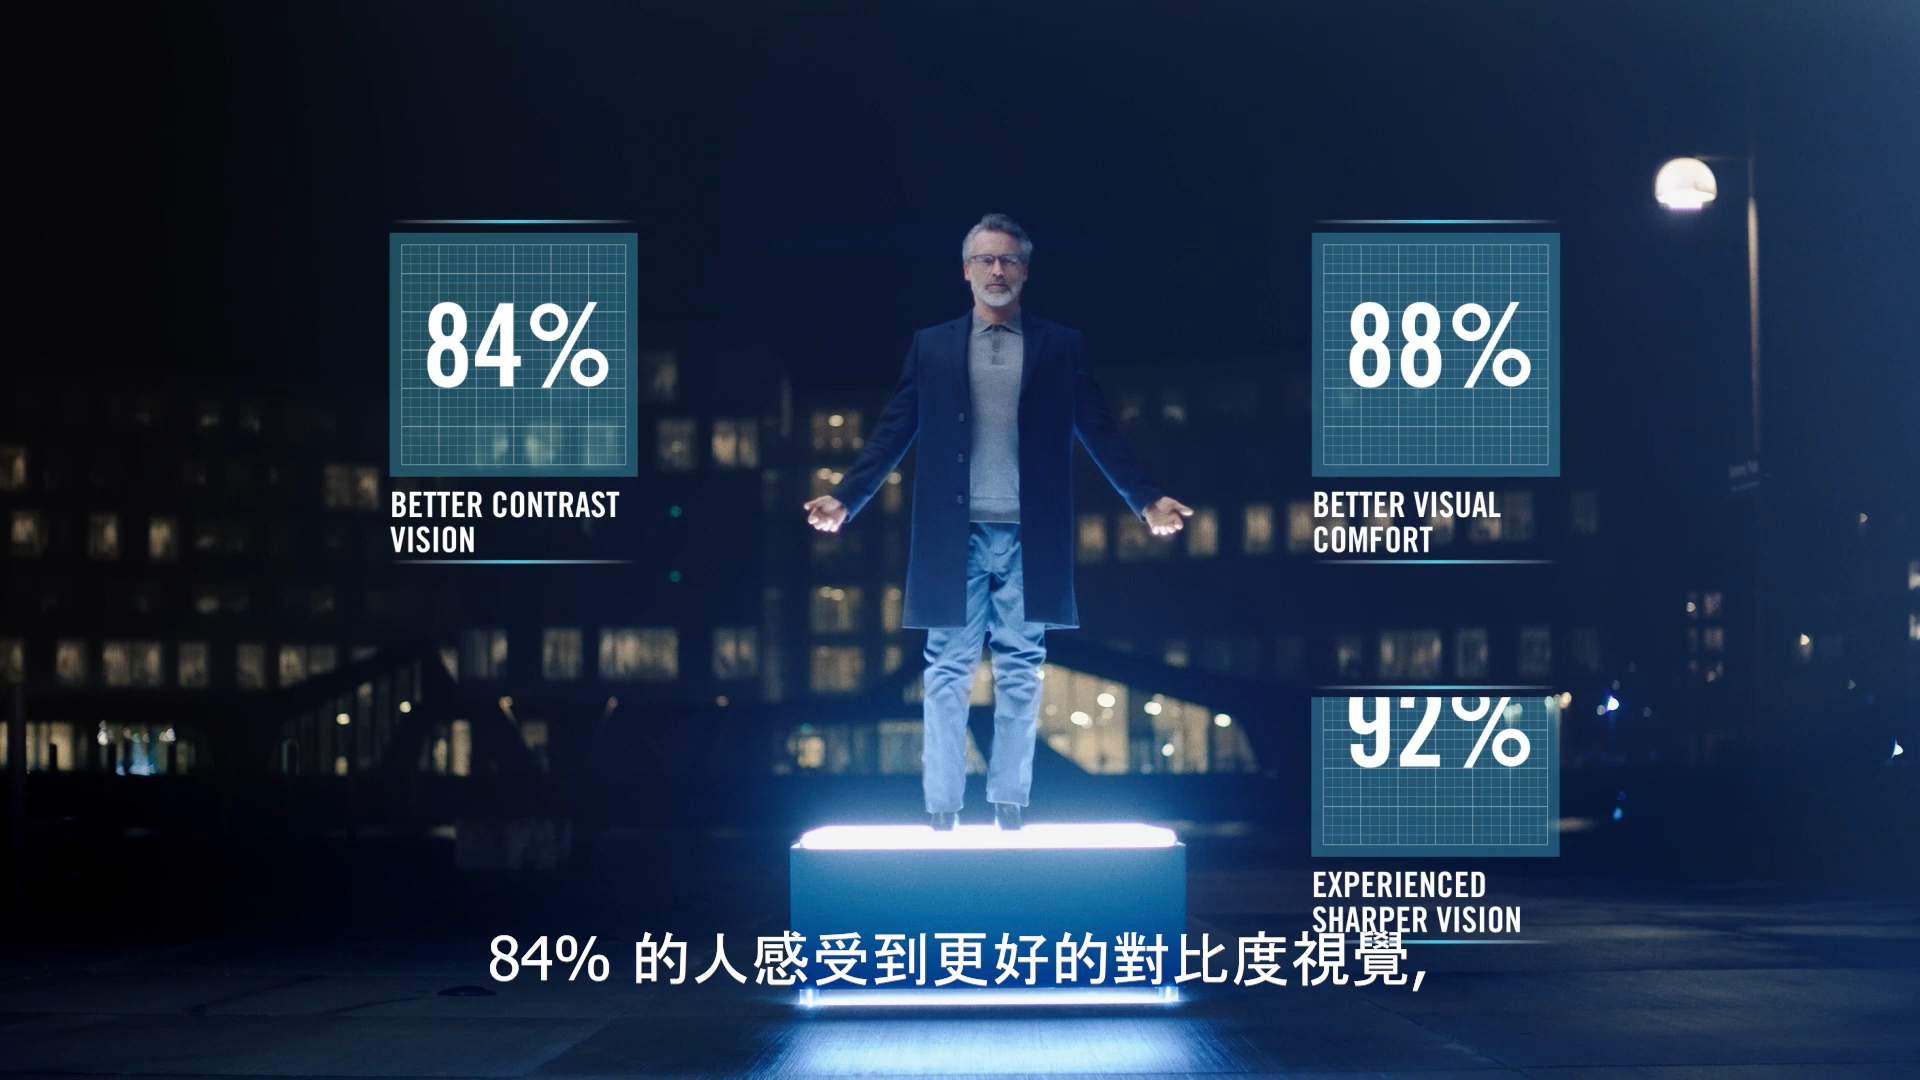 84%
BETTER CONTRAST
VISION
88%
BETTER VISUAL
COMFORT
92%
EXPERIENCED
SHARPER VISION
84% 的人感受到更好的對比度視覺,